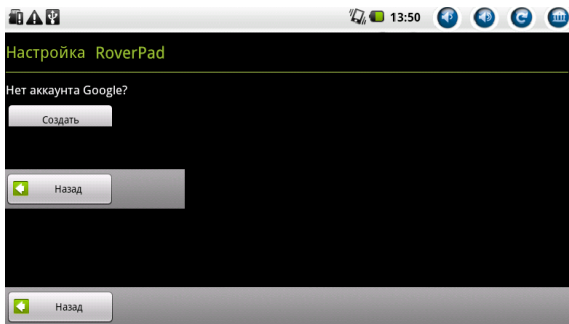 13:50
Настройка RoverPad
Нет аккаунта Google?
Создать
Назад
Назад